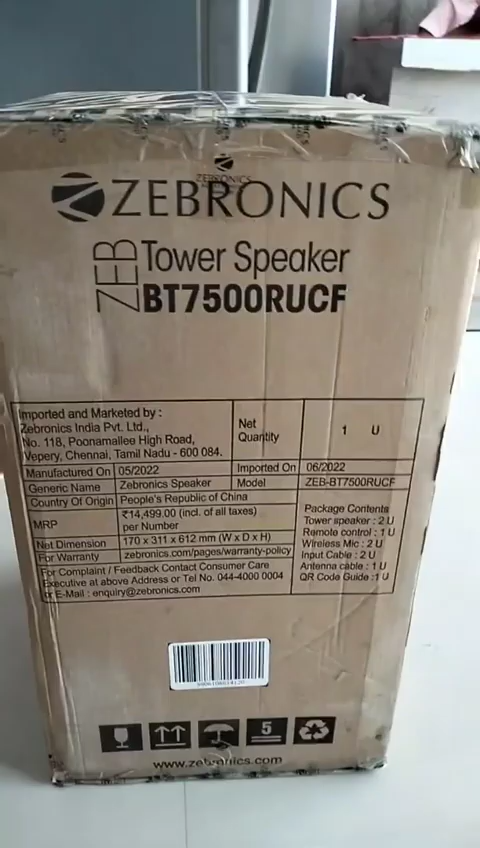 ZEBRONICS
ZEBRONICS
ZEB Tower Speaker
BT7500RUCF
Imported and Marketed by :
Zebronics India Pvt. Ltd.,
No. 118, Poonamallee High Road,
Vepery, Chennai, Tamil Nadu - 600 084.
Net Quantity 1 U
Manufactured On 05/2022 Imported On 06/2022
Generic Name Zebronics Speaker Model ZEB-BT7500RUCF
Country Of Origin People's Republic of China
MRP ₹14,499.00 (incl. of all taxes) per Number
Net Dimension 170 x 311 x 612 mm (W x D x H)
For Warranty zebronics.com/pages/warranty-policy
For Complaint / Feedback Contact Consumer Care
Executive at above Address or Tel No. 044-4000 0004
or E-Mail : enquiry@zebronics.com
Package Contents
Tower speaker : 2 U
Remote control : 1 U
Wireless Mic : 2 U
Input Cable : 2 U
Antenna cable : 1 U
QR Code Guide : 1 U
5
www.zebronics.com